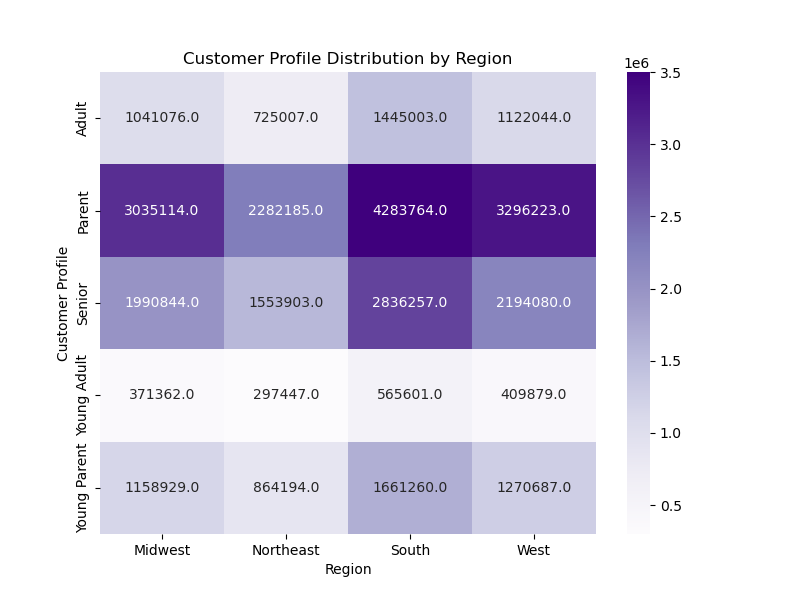 Customer Profile Distribution by Region
1e6
Customer Profile
Adult
1041076.0 725007.0 1445003.0 1122044.0
Parent
3035114.0 2282185.0 4283764.0 3296223.0
Senior
1990844.0 1553903.0 2836257.0 2194080.0
Young Adult
371362.0 297447.0 565601.0 409879.0
Young Parent
1158929.0 864194.0 1661260.0 1270687.0
Midwest Northeast South West
Region
3.5
3.0
2.5
2.0
1.5
1.0
0.5